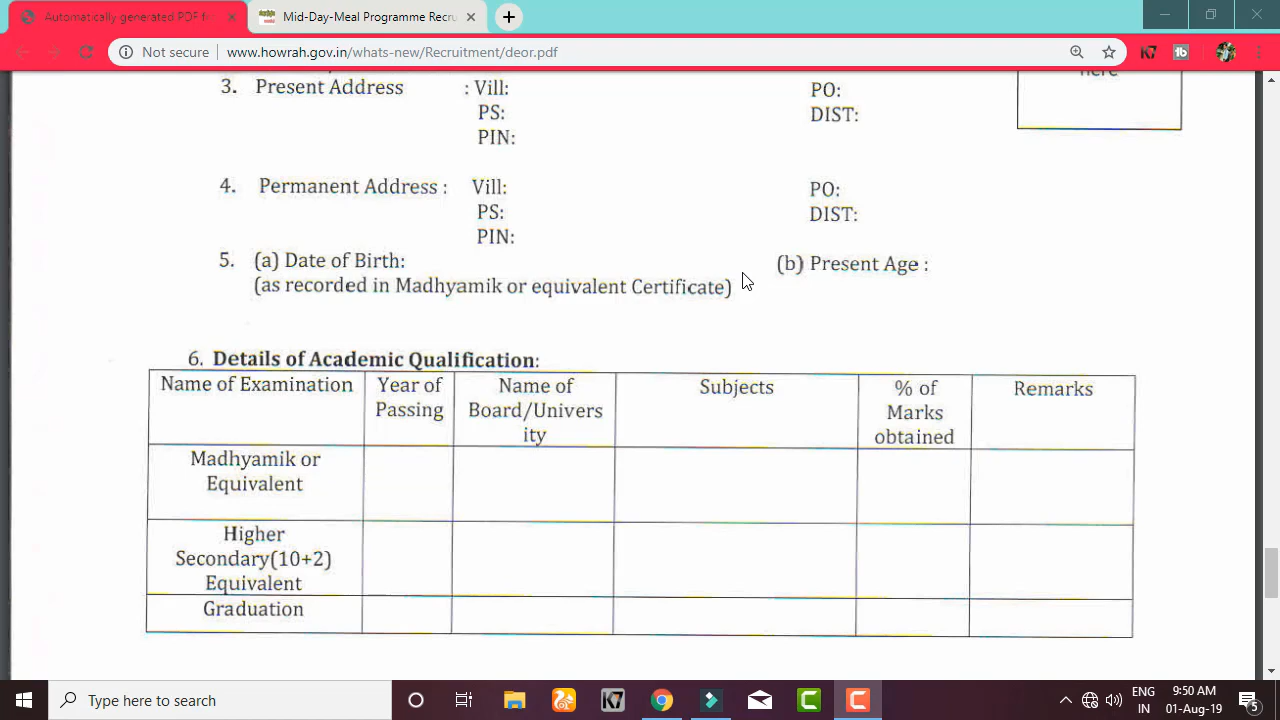 Automatically generated PDF fr
Mid-Day-Meal Programme Recru
Not secure
www.howrah.gov.in/whats-new/Recruitment/deor.pdf
here
3. Present Address : Vill: PO:
PS: DIST:
PIN:
4. Permanent Address : Vill: PO:
PS: DIST:
PIN:
5. (a) Date of Birth: (b) Present Age :
(as recorded in Madhyamik or equivalent Certificate)
6. Details of Academic Qualification:
Name of Examination
Year of
Passing
Name of
Board/Univers
ity
Subjects
% of
Marks
obtained
Remarks
Madhyamik or
Equivalent
Higher
Secondary(10+2)
Equivalent
Graduation
Type here to search
ENG
IN
9:50 AM
01-Aug-19
5